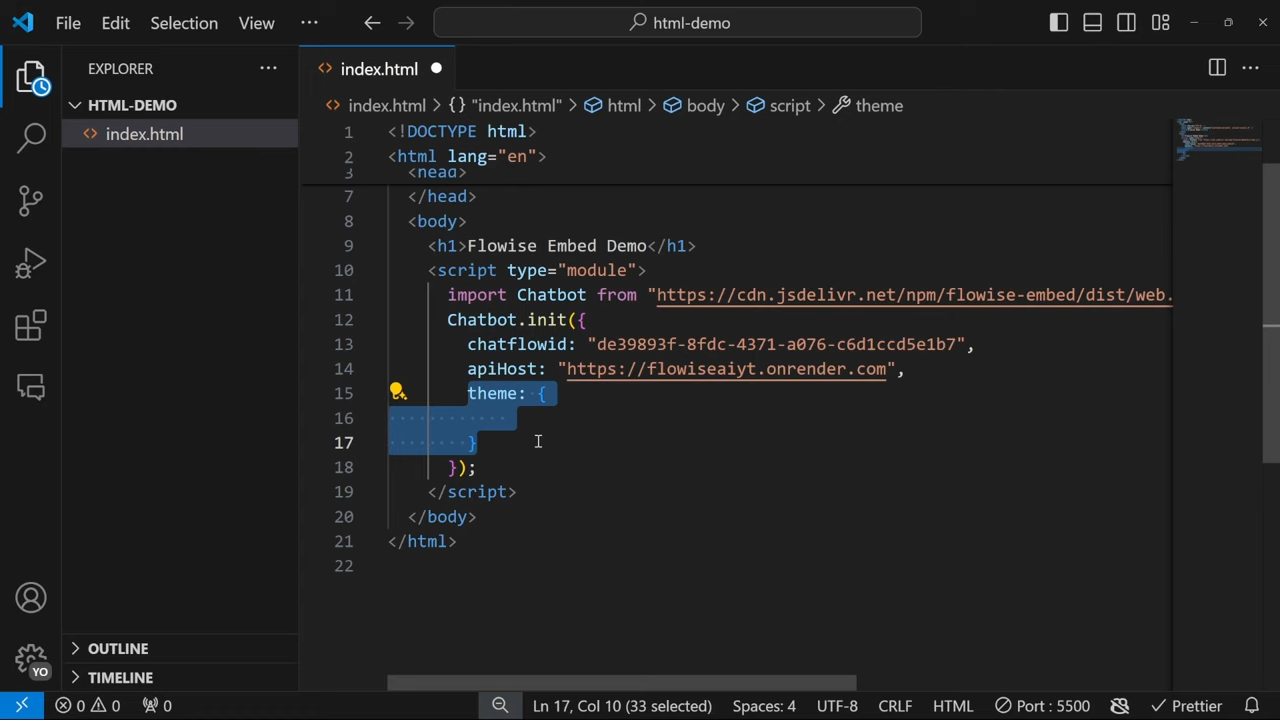 File Edit Selection View ··· html-demo
EXPLORER ···
index.html
HTML-DEMO
index.html
index.html > {} "index.html" > html > body > script > theme
1 <!DOCTYPE html>
2 <html lang="en">
3 <head>
7 </head>
8 <body>
9 <h1>Flowise Embed Demo</h1>
10 <script type="module">
11 import Chatbot from "https://cdn.jsdelivr.net/npm/flowise-embed/dist/web.
12 Chatbot.init({
13 chatflowid: "de39893f-8fdc-4371-a076-c6d1ccd5e1b7",
14 apiHost: "https://flowiseaiyt.onrender.com",
15 theme: {
16
17 }
18 });
19 </script>
20 </body>
21 </html>
22
OUTLINE
TIMELINE
YO
0 0 0 Ln 17, Col 10 (33 selected) Spaces: 4 UTF-8 CRLF HTML Port : 5500 Prettier